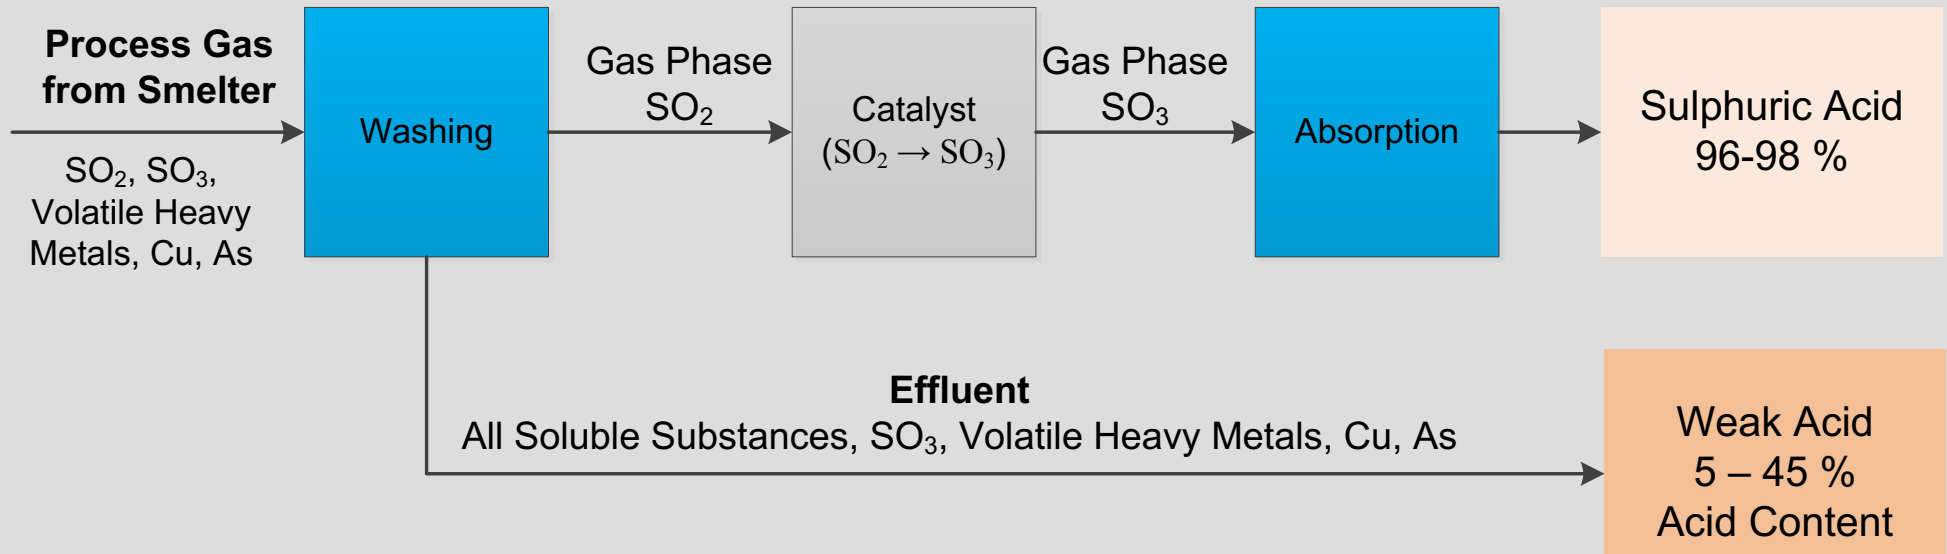 Process Gas
from Smelter
SO₂, SO₃,
Volatile Heavy
Metals, Cu, As
Washing
Gas Phase
SO₂
Catalyst
(SO₂ → SO₃)
Gas Phase
SO₃
Absorption
Sulphuric Acid
96-98 %
Effluent
All Soluble Substances, SO₃, Volatile Heavy Metals, Cu, As
Weak Acid
5 – 45 %
Acid Content